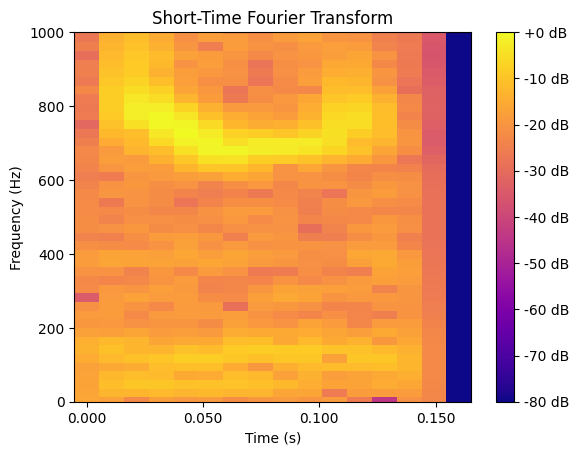 Short-Time Fourier Transform
1000
800
600
400
200
0
Frequency (Hz)
0.000
0.050
0.100
0.150
Time (s)
+0 dB
-10 dB
-20 dB
-30 dB
-40 dB
-50 dB
-60 dB
-70 dB
-80 dB